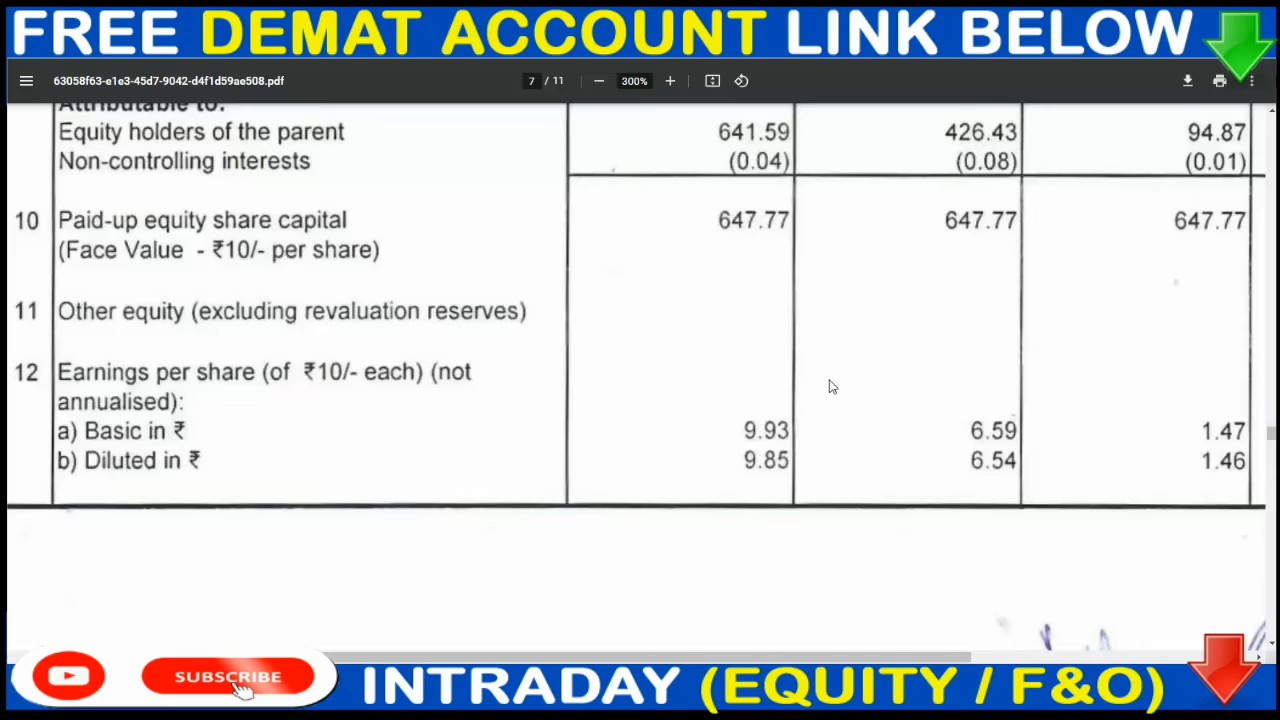 FREE DEMAT ACCOUNT LINK BELOW
63058f63-e1e3-45d7-9042-d4f1d59ae508.pdf 7 / 11 300%
Attributable to:
Equity holders of the parent 641.59 426.43 94.87
Non-controlling interests (0.04) (0.08) (0.01)
10 Paid-up equity share capital 647.77 647.77 647.77
(Face Value - ₹10/- per share)
11 Other equity (excluding revaluation reserves)
12 Earnings per share (of ₹10/- each) (not
annualised):
a) Basic in ₹ 9.93 6.59 1.47
b) Diluted in ₹ 9.85 6.54 1.46
SUBSCRIBE
INTRADAY (EQUITY / F&O)